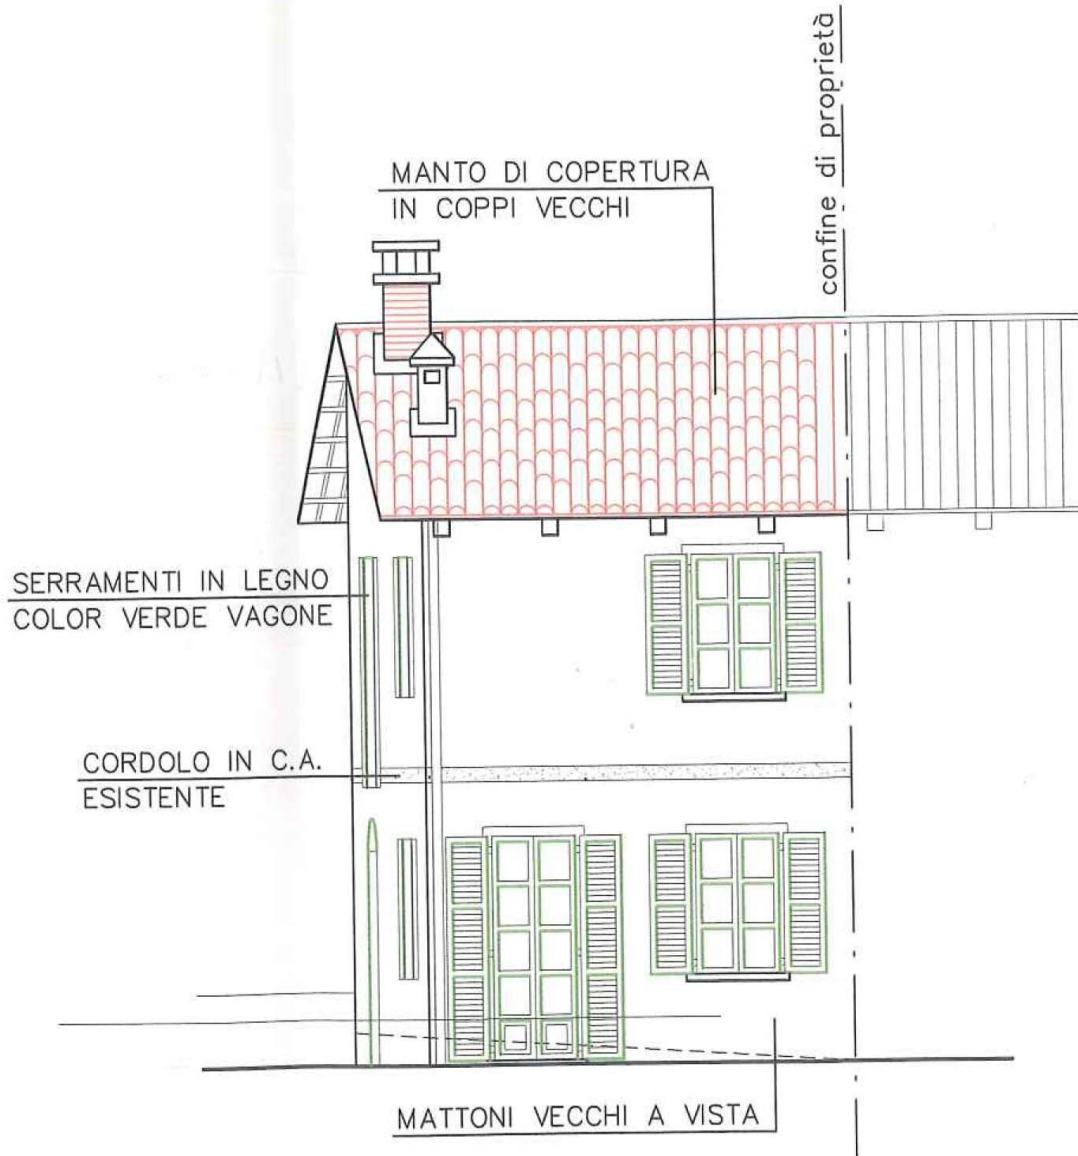 confine di proprietà
MANTO DI COPERTURA
IN COPPI VECCHI
SERRAMENTI IN LEGNO
COLOR VERDE VAGONE
CORDOLO IN C.A.
ESISTENTE
MATTONI VECCHI A VISTA